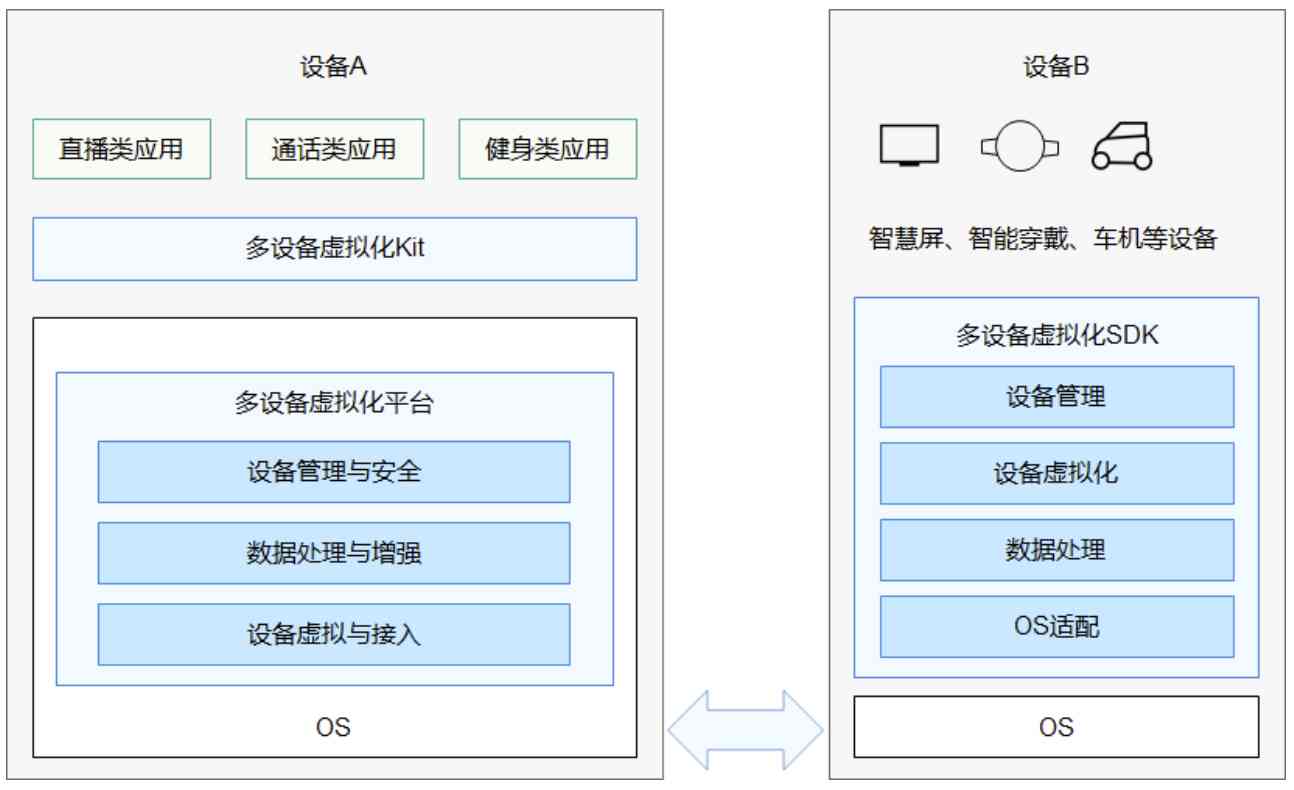 设备A
直播类应用
通话类应用
健身类应用
多设备虚拟化Kit
多设备虚拟化平台
设备管理与安全
数据处理与增强
设备虚拟与接入
OS
设备B
智慧屏、智能穿戴、车机等设备
多设备虚拟化SDK
设备管理
设备虚拟化
数据处理
OS适配
OS